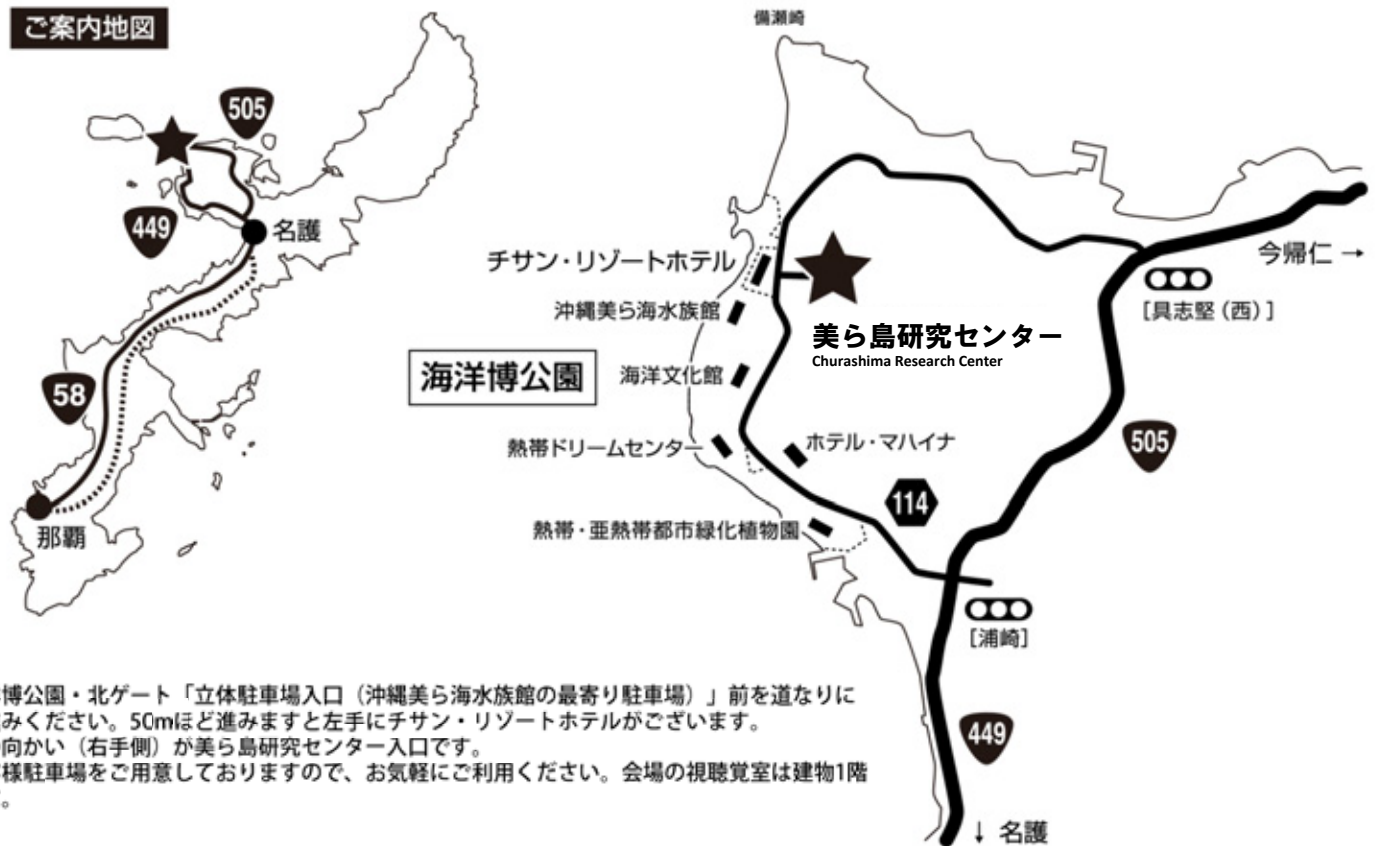 ご案内地図
505
449
名護
58
那覇
備瀬崎
チサン・リゾートホテル
沖縄美ら海水族館
海洋博公園
海洋文化館
熱帯ドリームセンター
熱帯・亜熱帯都市緑化植物園
美ら島研究センター
Churashima Research Center
ホテル・マハイナ
114
今帰仁 →
[具志堅（西）]
505
[浦崎]
449
↓ 名護
博公園・北ゲート「立体駐車場入口（沖縄美ら海水族館の最寄り駐車場）」前を道なりに
みください。50mほど進みますと左手にチサン・リゾートホテルがございます。
向かい（右手側）が美ら島研究センター入口です。
様駐車場をご用意しておりますので、お気軽にご利用ください。会場の視聴覚室は建物1階
。